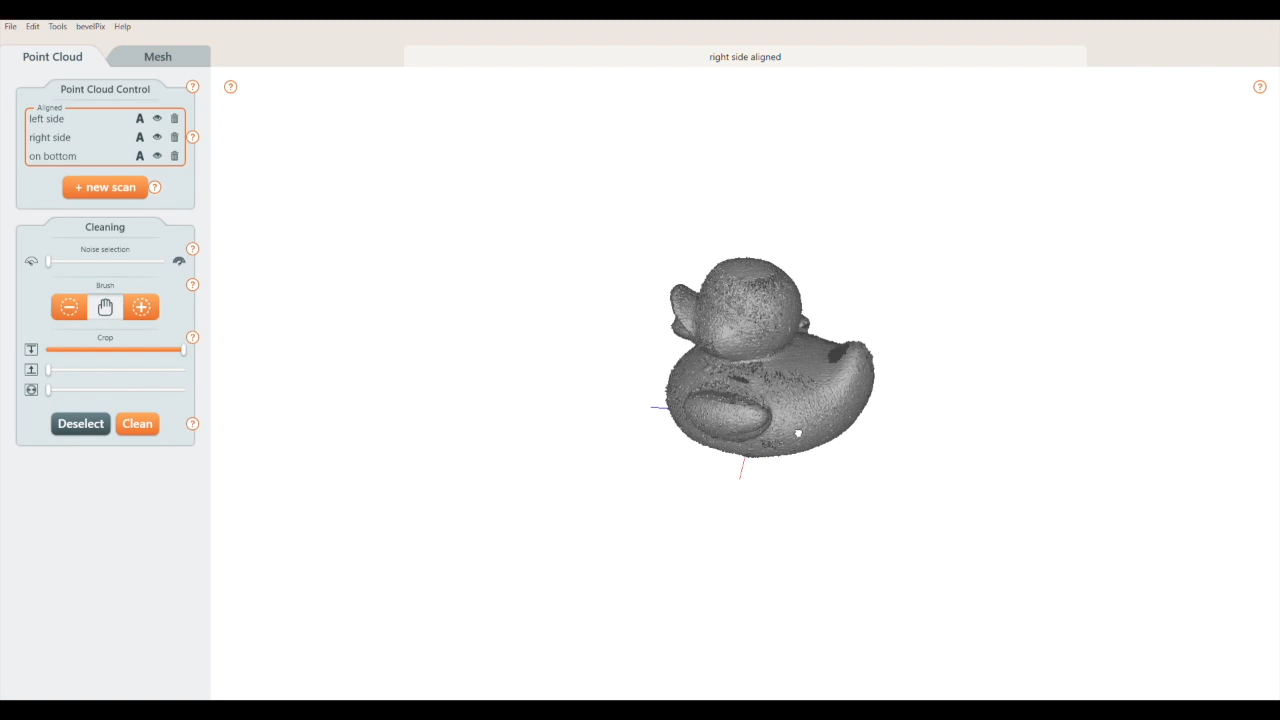 File Edit Tools bevelPix Help
Point Cloud Mesh
right side aligned
Point Cloud Control ?
? ?
Aligned
left side A
right side A ?
on bottom A
+ new scan ?
Cleaning
Noise selection ?
Brush ?
Crop ?
Deselect Clean ?